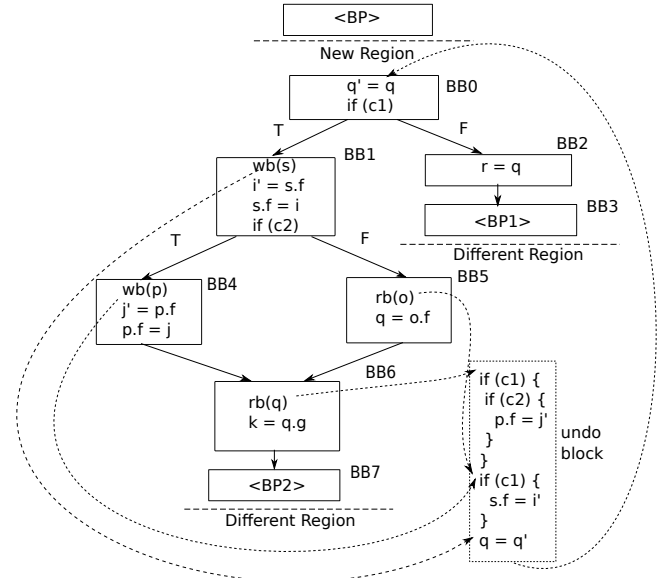 <BP>
New Region
q' = q
if (c1)
BB0
T
F
BB1
BB2
wb(s)
i' = s.f
s.f = i
if (c2)
r = q
BB3
<BP1>
Different Region
T
F
BB4
BB5
wb(p)
j' = p.f
p.f = j
rb(o)
q = o.f
BB6
rb(q)
k = q.g
BB7
<BP2>
Different Region
if (c1) {
if (c2) {
p.f = j'
}
}
if (c1) {
s.f = i'
}
q = q'
undo
block